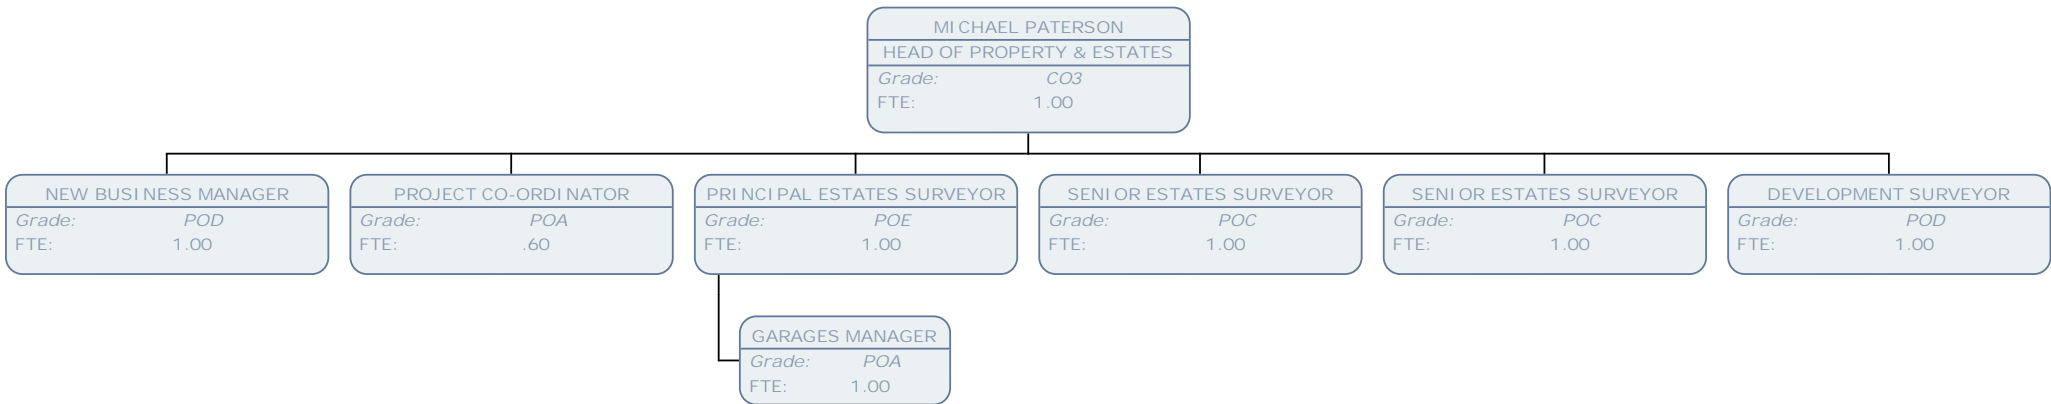 MICHAEL PATERSON
HEAD OF PROPERTY & ESTATES
Grade: CO3
FTE: 1.00
NEW BUSINESS MANAGER
Grade: POD
FTE: 1.00
PROJECT CO-ORDINATOR
Grade: POA
FTE: .60
PRINCIPAL ESTATES SURVEYOR
Grade: POE
FTE: 1.00
SENIOR ESTATES SURVEYOR
Grade: POC
FTE: 1.00
SENIOR ESTATES SURVEYOR
Grade: POC
FTE: 1.00
DEVELOPMENT SURVEYOR
Grade: POD
FTE: 1.00
GARAGES MANAGER
Grade: POA
FTE: 1.00